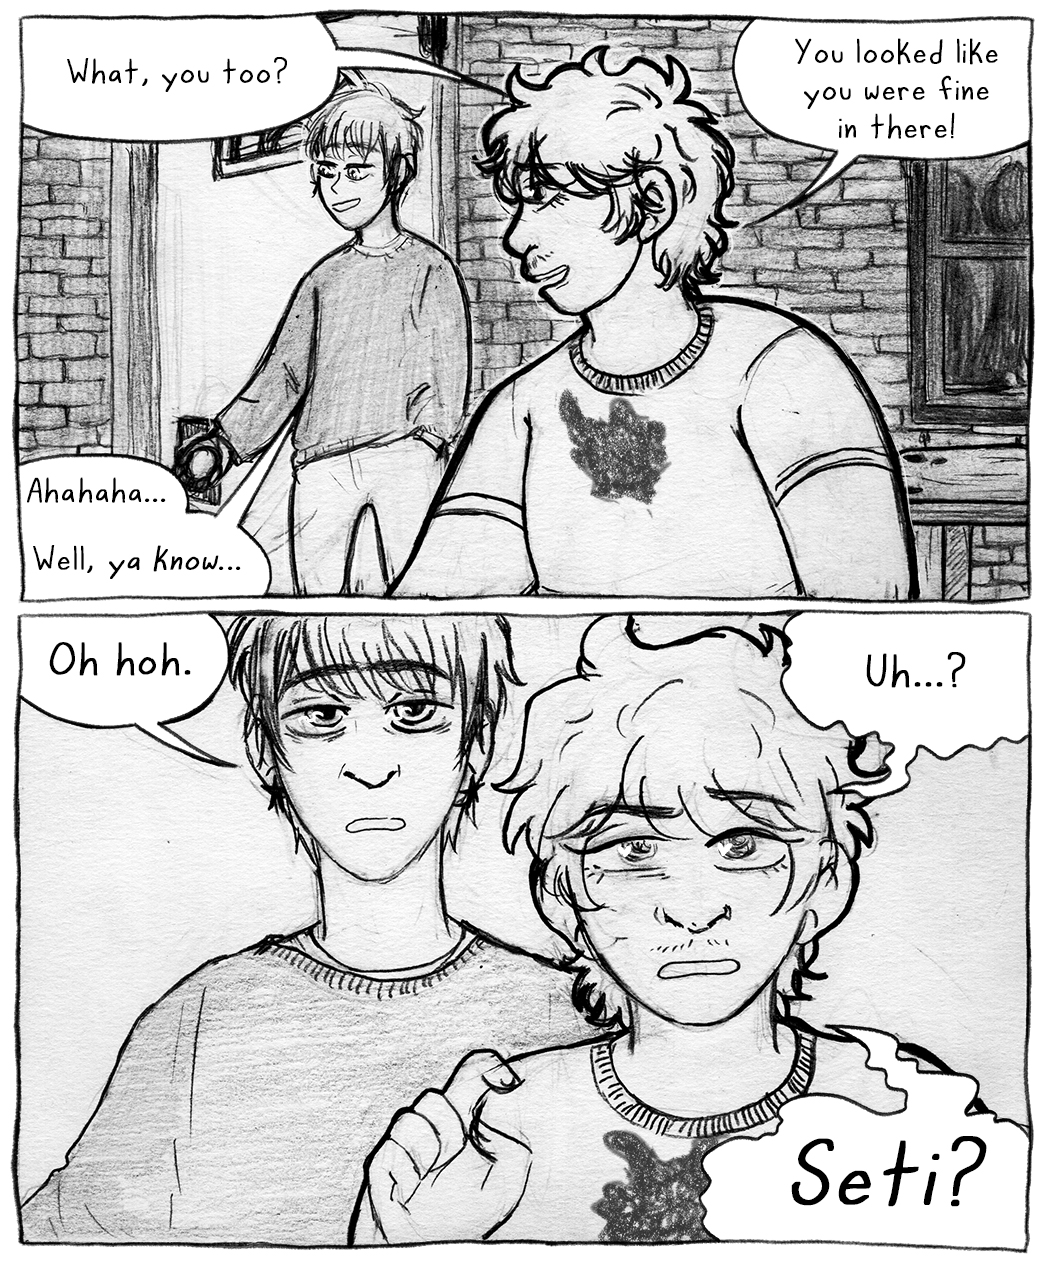 What, you too?
You looked like
you were fine
in there!
Ahahaha...
Well, ya know...
Oh hoh.
Uh...?
Seti?